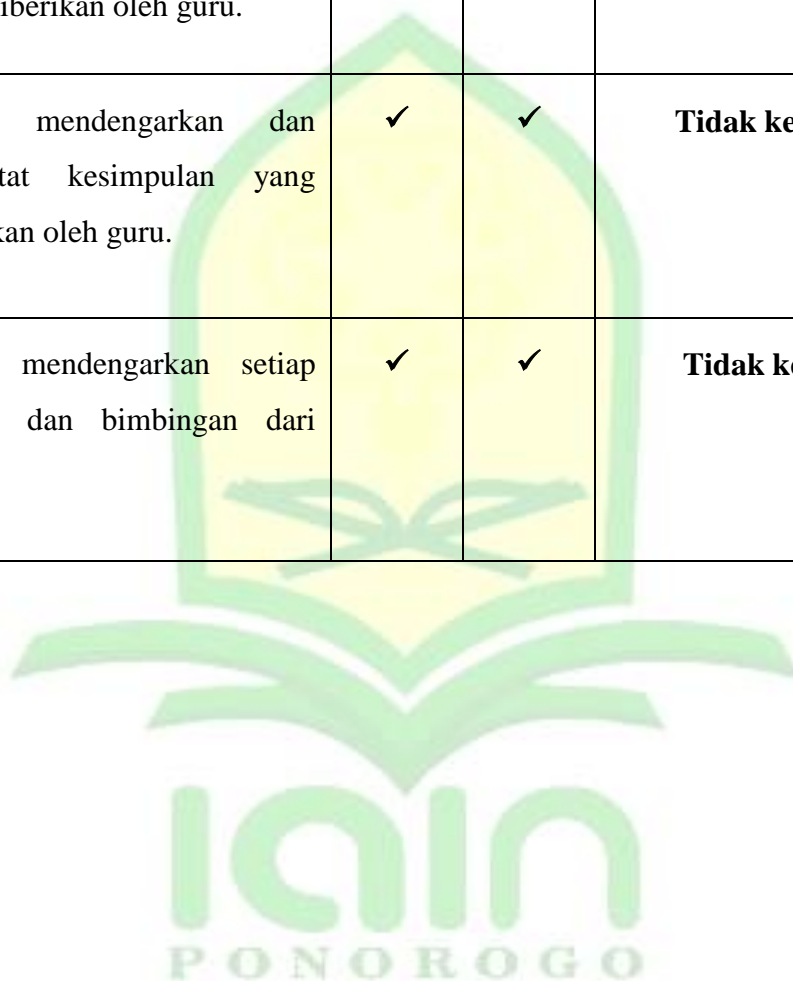 iberikan oleh guru.
mendengarkan dan ✓ ✓ Tidak ke
tat kesimpulan yang
kan oleh guru.
mendengarkan setiap ✓ ✓ Tidak k
dan bimbingan dari
iain
PONOROGO